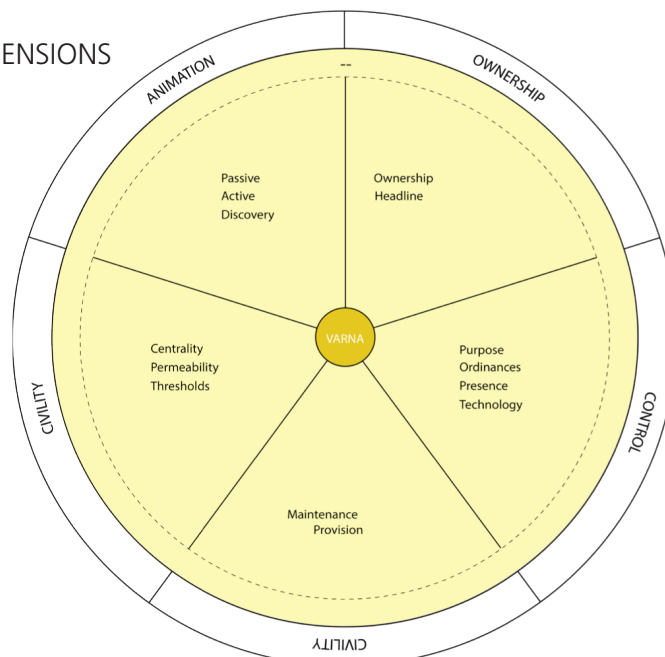 ENSIONS
ANIMATION
OWNERSHIP
--
Passive
Active
Discovery
Ownership
Headline
VARNA
Centrality
Permeability
Thresholds
Purpose
Ordinances
Presence
Technology
CIVILITY
CONTROL
Maintenance
Provision
CIVILITY